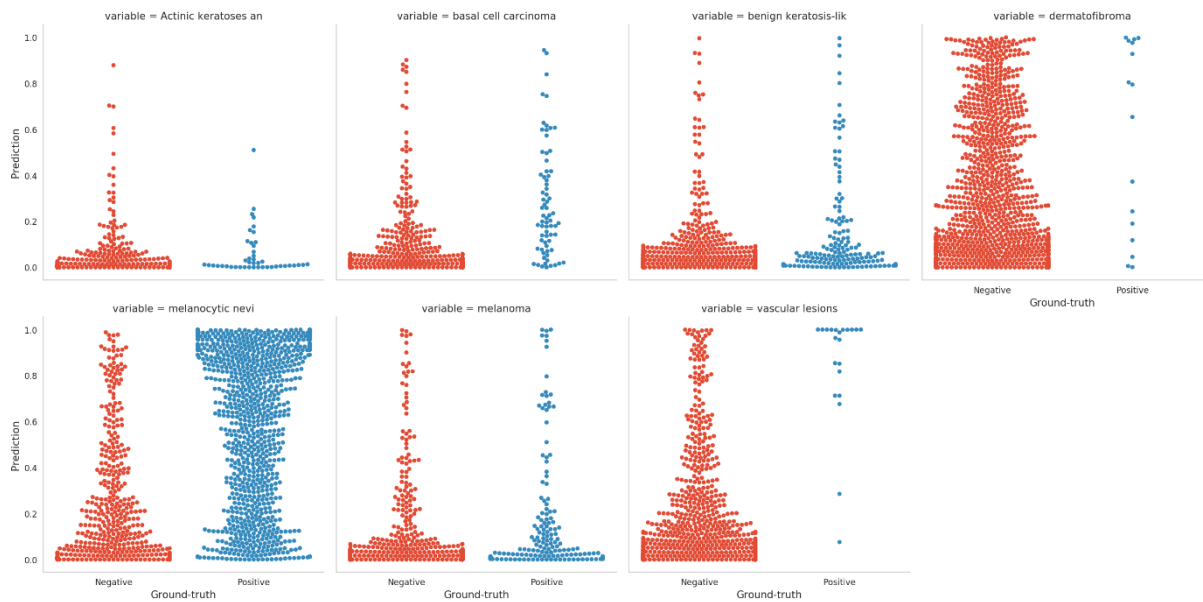 variable = Actinic keratoses an
variable = basal cell carcinoma
variable = benign keratosis-lik
variable = dermatofibroma
1.0
0.8
0.6
0.4
0.2
0.0
Prediction
Negative
Positive
Ground-truth
variable = melanocytic nevi
variable = melanoma
variable = vascular lesions
1.0
0.8
0.6
0.4
0.2
0.0
Prediction
Negative
Positive
Negative
Positive
Negative
Positive
Ground-truth
Ground-truth
Ground-truth